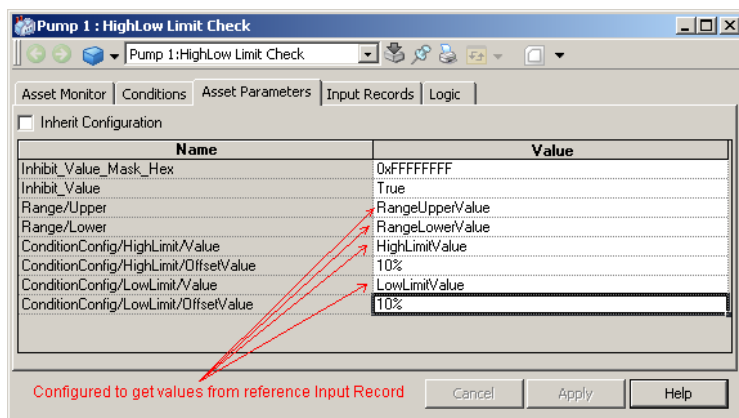 Pump 1 : HighLow Limit Check
Pump 1:HighLow Limit Check
Asset Monitor Conditions Asset Parameters Input Records Logic
Inherit Configuration
Name Value
Inhibit_Value_Mask_Hex 0xFFFFFFFF
Inhibit_Value True
Range/Upper RangeUpperValue
Range/Lower RangeLowerValue
ConditionConfig/HighLimit/Value HighLimitValue
ConditionConfig/HighLimit/OffsetValue 10%
ConditionConfig/LowLimit/Value LowLimitValue
ConditionConfig/LowLimit/OffsetValue 10%
Configured to get values from reference Input Record
Cancel Apply Help